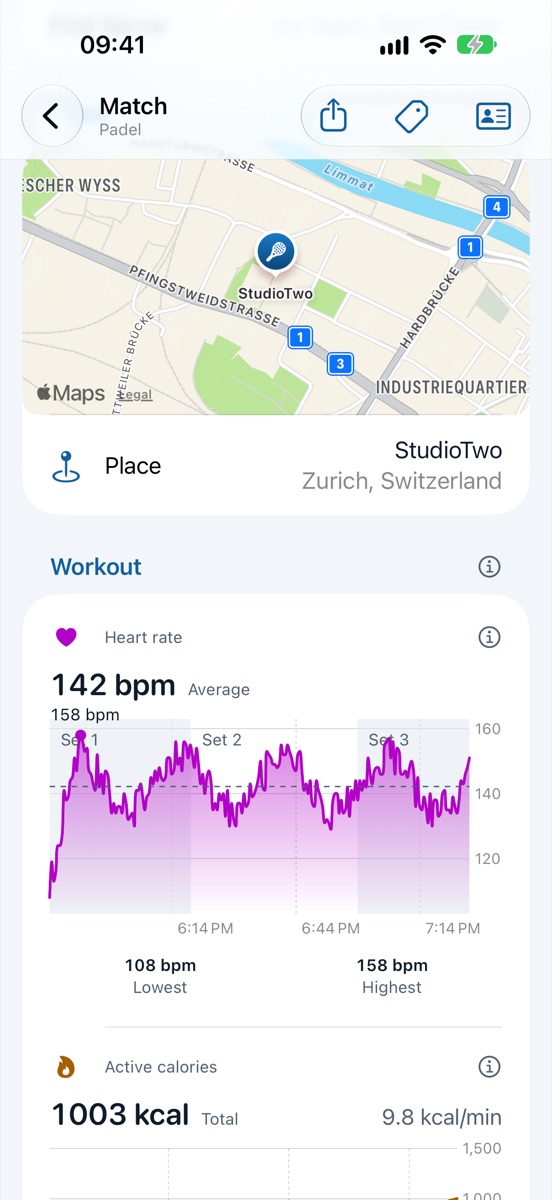 09:41
Match
Padel
ESCHER WYSS
Limmat
4
1
StudioTwo
PFINGSTWEIDSTRASSE
HARDBRÜCKE
1
3
INDUSTRIEQUARTIER
Maps
Legal
Place
StudioTwo
Zurich, Switzerland
Workout
Heart rate
142 bpm Average
158 bpm
Set 1
Set 2
Set 3
160
140
120
6:14 PM
6:44 PM
7:14 PM
108 bpm
Lowest
158 bpm
Highest
Active calories
1003 kcal Total
9.8 kcal/min
1,500
1,000